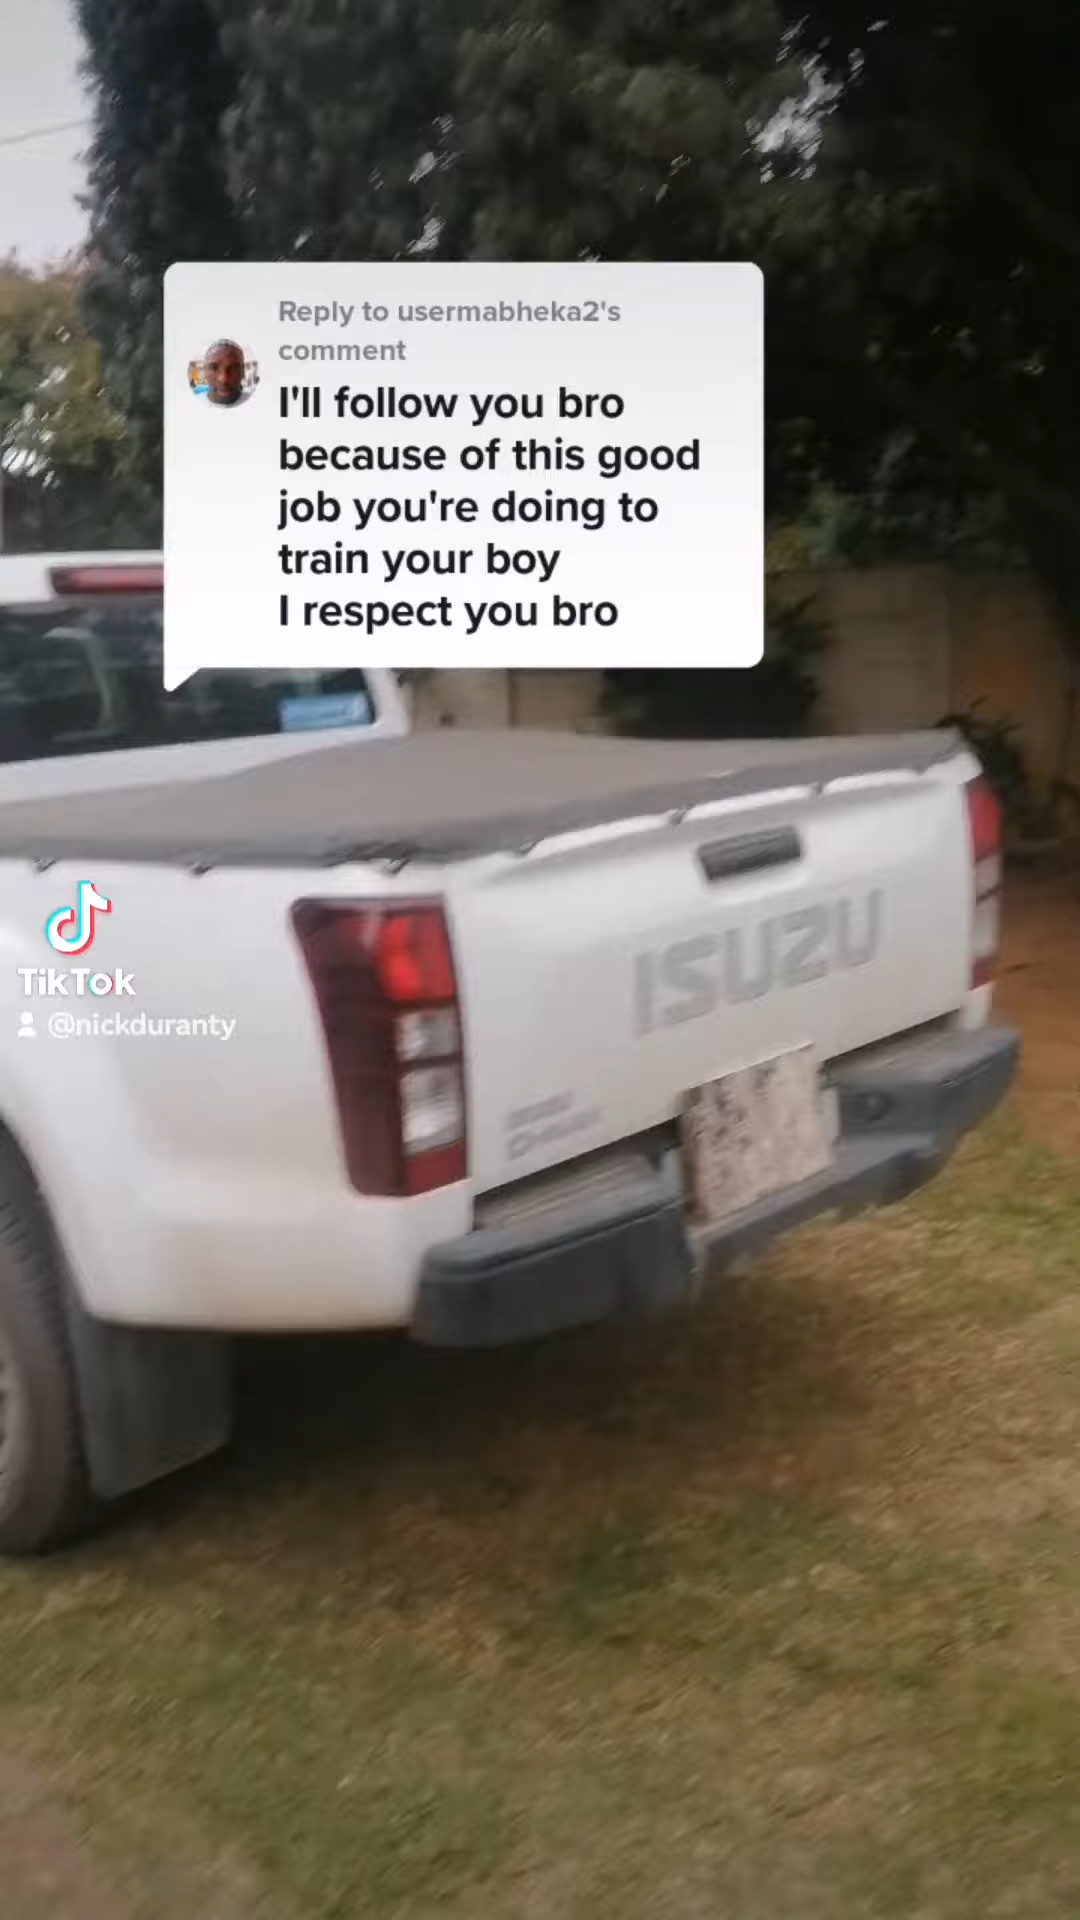 Reply to usermabheka2's
comment
I'll follow you bro
because of this good
job you're doing to
train your boy
I respect you bro
TikTok
@nickduranty
ISUZU